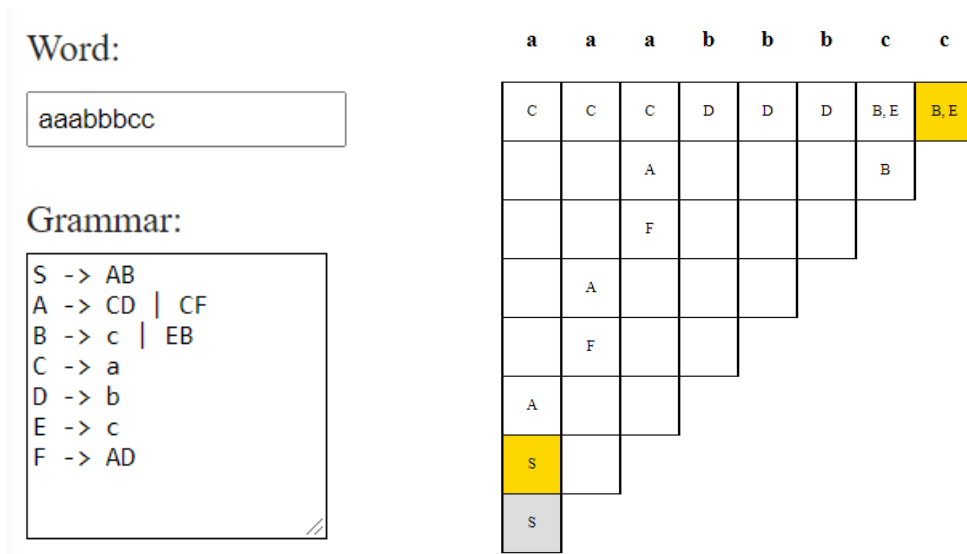 Word:
aaabbbcc
Grammar:
S -> AB
A -> CD | CF
B -> c | EB
C -> a
D -> b
E -> c
F -> AD
a a a b b b c c
C C C D D D B, E B, E
A B
F
A
F
A
S
S